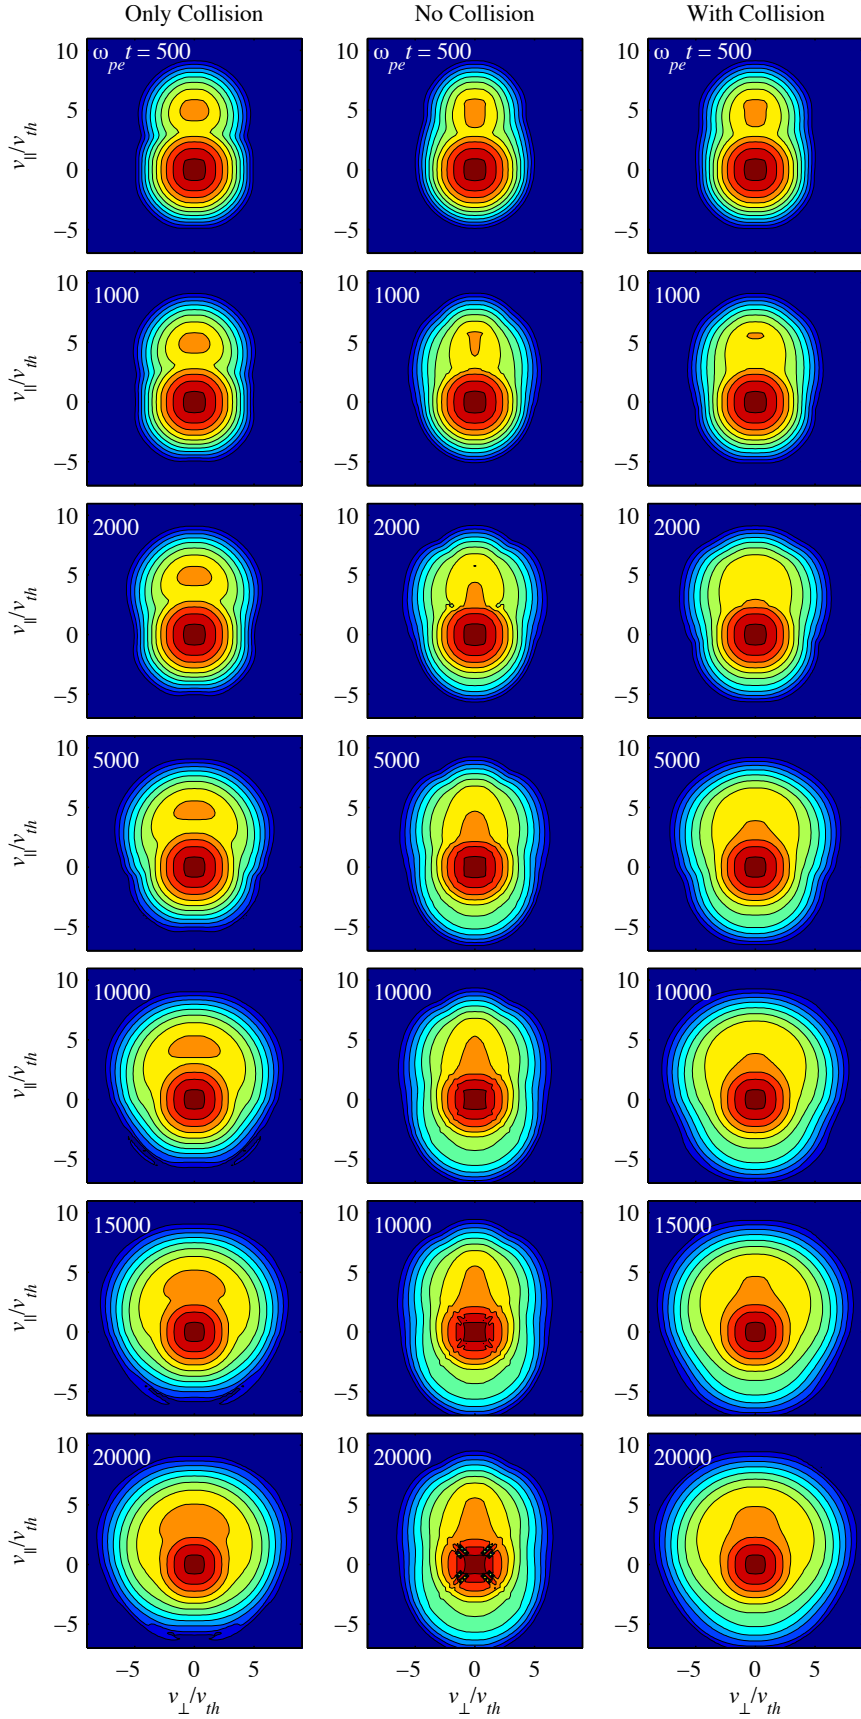 Only Collision No Collision With Collision
10 ω_pe t = 500 ω_pe t = 500
5
0
−5
v_∥/v_th
10 1000 1000 1000
5
0
−5
v_∥/v_th
10 2000 2000 2000
5
0
−5
v_∥/v_th
10 5000 5000 5000
5
0
−5
v_∥/v_th
10 10000 10000 10000
5
0
−5
v_∥/v_th
10 15000 10000 15000
5
0
−5
v_∥/v_th
10 20000 20000 20000
5
0
−5
v_∥/v_th
10 ω_pe t = 500 10
5 5
0 0
−5 −5
10 10
5 5
0 0
−5 −5
10 10
5 5
0 0
−5 −5
10 10
5 5
0 0
−5 −5
10 10
5 5
0 0
−5 −5
10 10
5 5
0 0
−5 −5
10 10
5 5
0 0
−5 −5
−5 0 5 −5 0 5 −5 0 5
v_⊥/v_th v_⊥/v_th v_⊥/v_th